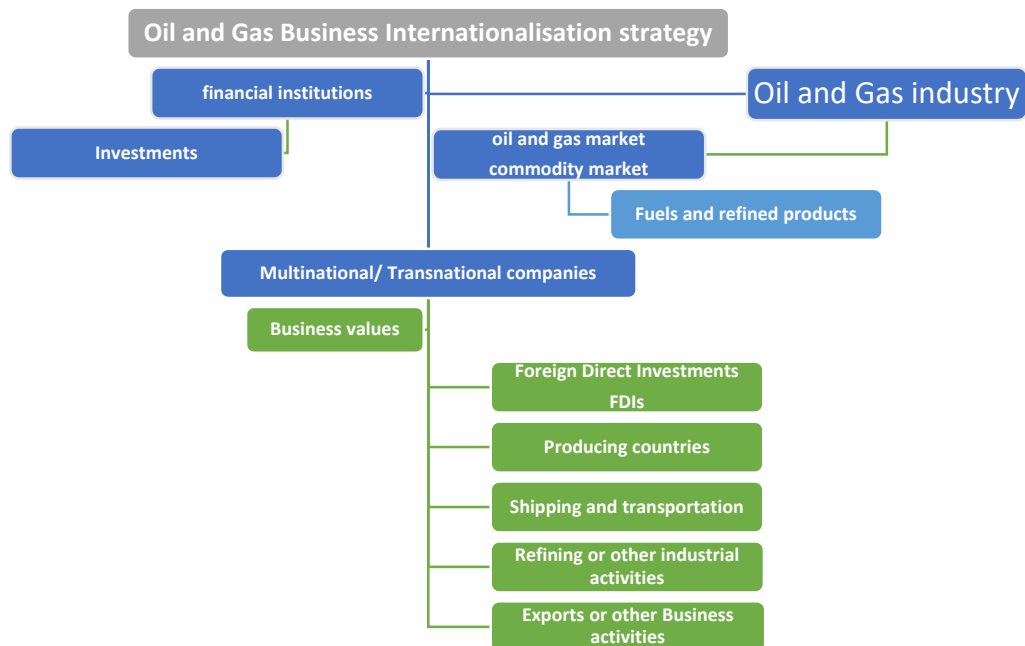 Oil and Gas Business Internationalisation strategy
financial institutions
Oil and Gas industry
Investments
oil and gas market
commodity market
Fuels and refined products
Multinational/ Transnational companies
Business values
Foreign Direct Investments
FDIs
Producing countries
Shipping and transportation
Refining or other industrial
activities
Exports or other Business
activities